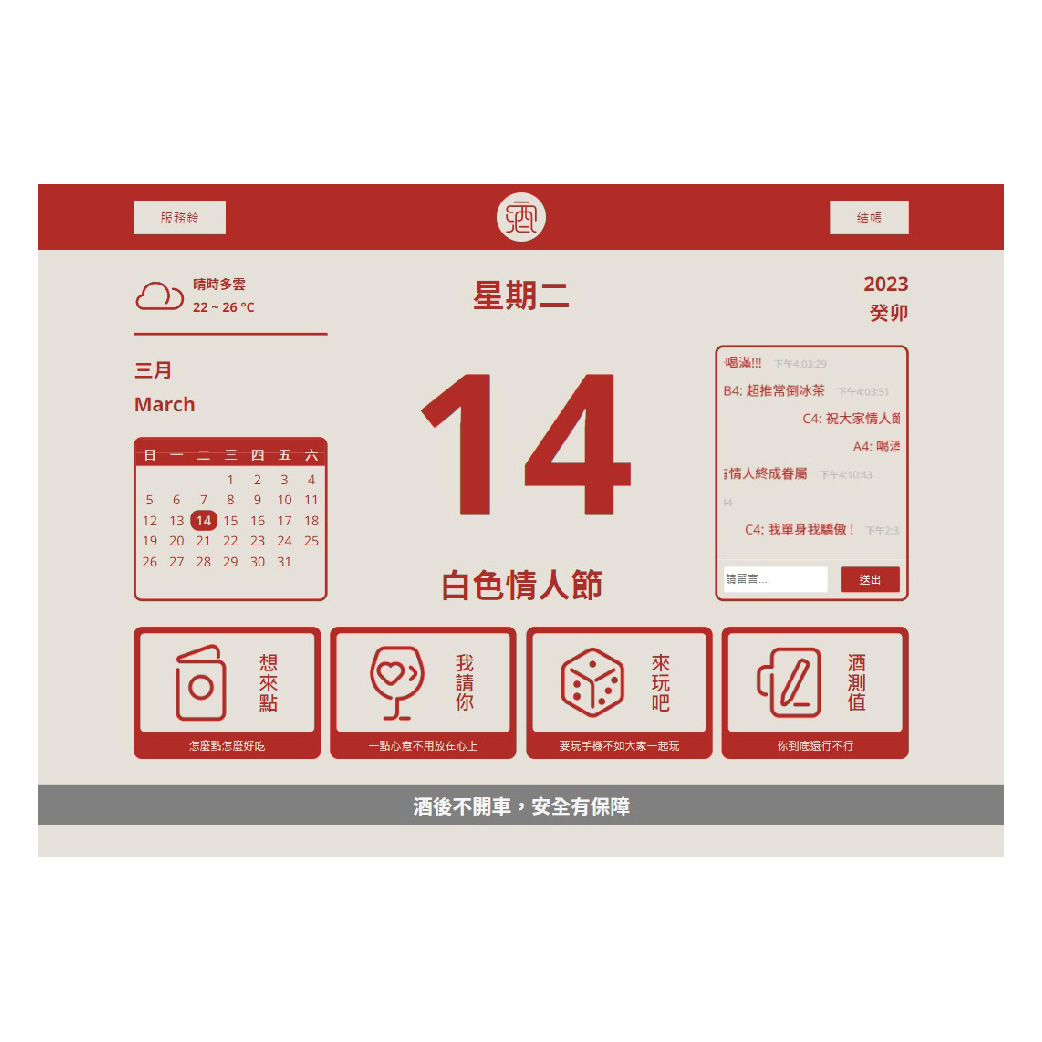 服務鈴
酒
結帳
晴時多雲
22 ~ 26 °C
星期二
2023
癸卯
三月
March
14
白色情人節
日 一 二 三 四 五 六
1 2 3 4
5 6 7 8 9 10 11
12 13 14 15 16 17 18
19 20 21 22 23 24 25
26 27 28 29 30 31
喝滿!!! 下午4:03:29
B4: 超推常倒冰茶 下午4:03:51
C4: 祝大家情人節
A4: 喝
情人終成眷屬 下午4:10:43
C4: 我單身我驕傲！ 下午2:3
請留言....
送出
想來點
怎麼點怎麼好吃
我請你
一點心意不用放在心上
來玩吧
要玩手機不如大家一起玩
酒測值
你到底還行不行
酒後不開車，安全有保障